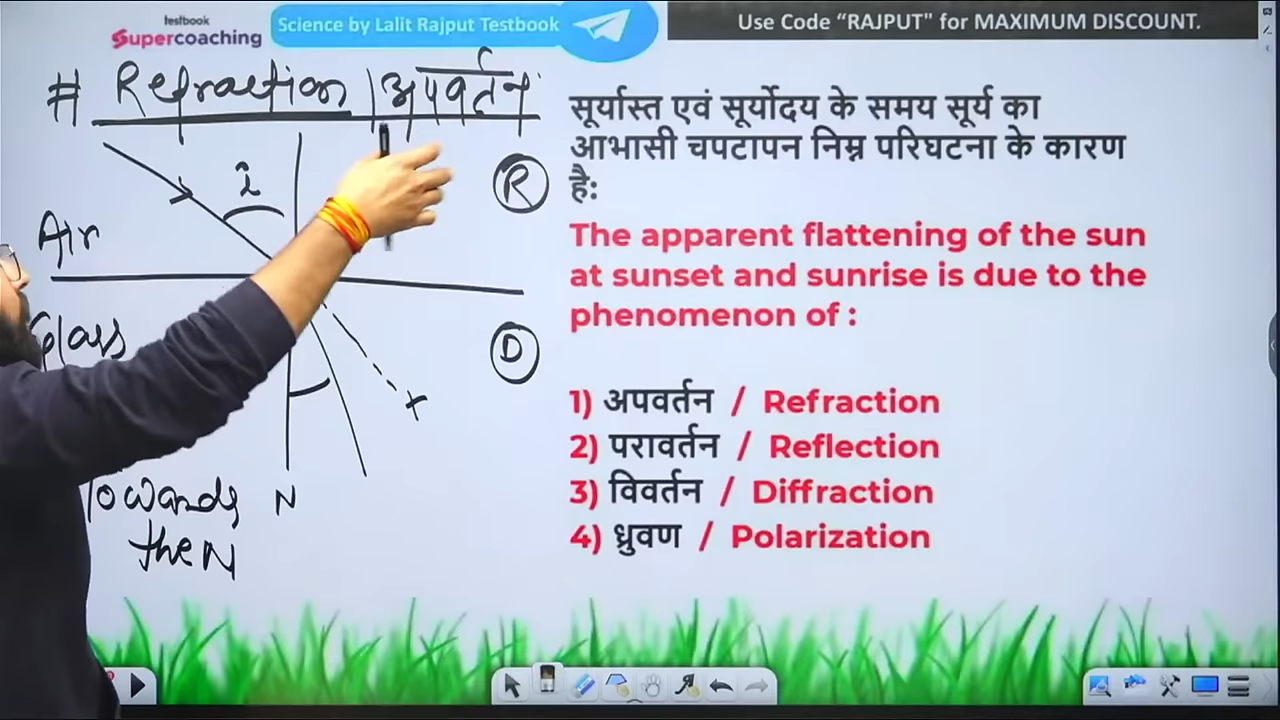 testbook
Supercoaching
Science by Lalit Rajput Testbook
Use Code “RAJPUT" for MAXIMUM DISCOUNT.
# Refraction | अपवर्तन
i
Air
Glass
R
D
Towards
the N
N
सूर्यास्त एवं सूर्योदय के समय सूर्य का
आभासी चपटापन निम्न परिघटना के कारण
है:
The apparent flattening of the sun
at sunset and sunrise is due to the
phenomenon of :
1) अपवर्तन / Refraction
2) परावर्तन / Reflection
3) विवर्तन / Diffraction
4) ध्रुवण / Polarization